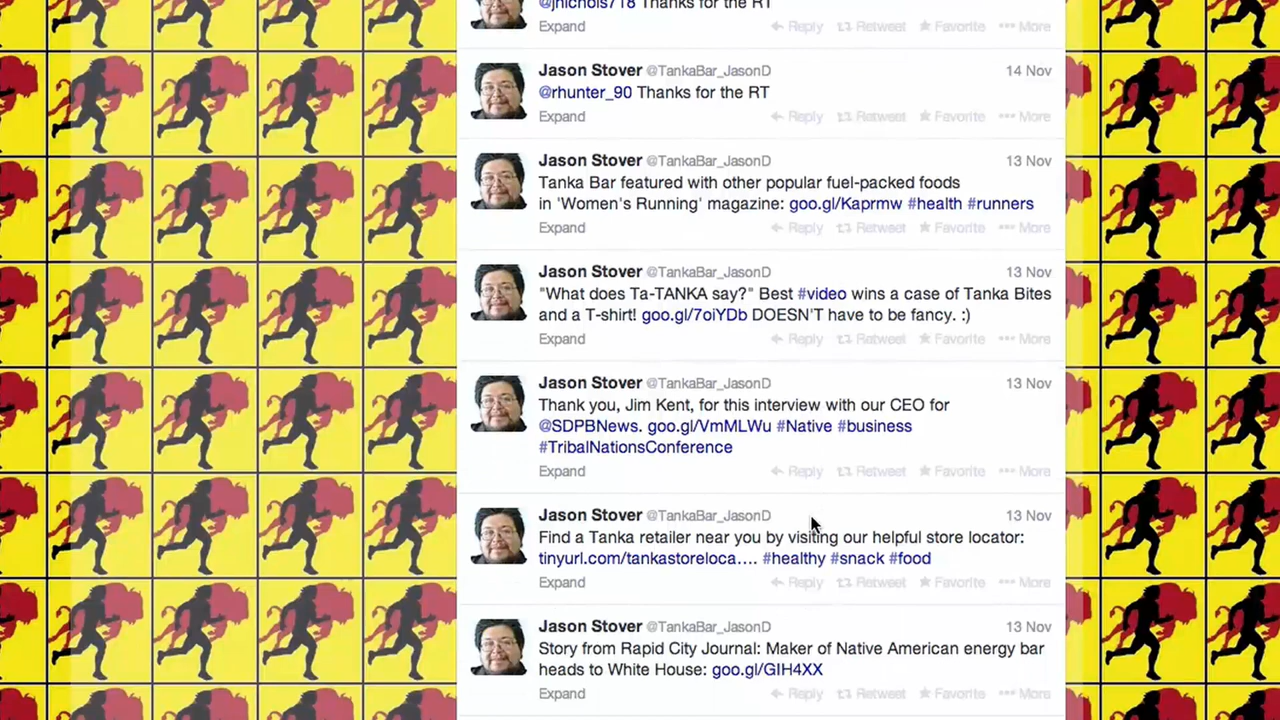 @jnichols718 Thanks for the RT
Expand Reply Retweet Favorite More
Jason Stover @TankaBar_JasonD 14 Nov
@rhunter_90 Thanks for the RT
Expand Reply Retweet Favorite More
Jason Stover @TankaBar_JasonD 13 Nov
Tanka Bar featured with other popular fuel-packed foods
in 'Women's Running' magazine: goo.gl/Kaprmw #health #runners
Expand Reply Retweet Favorite More
Jason Stover @TankaBar_JasonD 13 Nov
"What does Ta-TANKA say?" Best #video wins a case of Tanka Bites
and a T-shirt! goo.gl/7oiYDb DOESN'T have to be fancy. :)
Expand Reply Retweet Favorite More
Jason Stover @TankaBar_JasonD 13 Nov
Thank you, Jim Kent, for this interview with our CEO for
@SDPBNews. goo.gl/VmMLWu #Native #business
#TribalNationsConference
Expand Reply Retweet Favorite More
Jason Stover @TankaBar_JasonD 13 Nov
Find a Tanka retailer near you by visiting our helpful store locator:
tinyurl.com/tankastoreloca…. #healthy #snack #food
Expand Reply Retweet Favorite More
Jason Stover @TankaBar_JasonD 13 Nov
Story from Rapid City Journal: Maker of Native American energy bar
heads to White House: goo.gl/GIH4XX
Expand Reply Retweet Favorite More